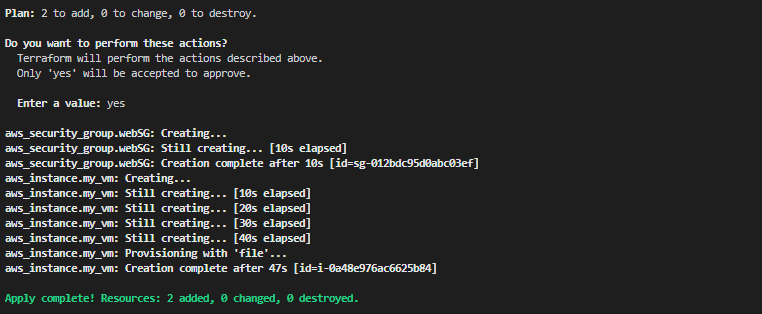 Plan: 2 to add, 0 to change, 0 to destroy.
Do you want to perform these actions?
Terraform will perform the actions described above.
Only 'yes' will be accepted to approve.
Enter a value: yes
aws_security_group.webSG: Creating...
aws_security_group.webSG: Still creating... [10s elapsed]
aws_security_group.webSG: Creation complete after 10s [id=sg-012bdc95d0abc03ef]
aws_instance.my_vm: Creating...
aws_instance.my_vm: Still creating... [10s elapsed]
aws_instance.my_vm: Still creating... [20s elapsed]
aws_instance.my_vm: Still creating... [30s elapsed]
aws_instance.my_vm: Still creating... [40s elapsed]
aws_instance.my_vm: Provisioning with 'file'...
aws_instance.my_vm: Creation complete after 47s [id=i-0a48e976ac6625b84]
Apply complete! Resources: 2 added, 0 changed, 0 destroyed.